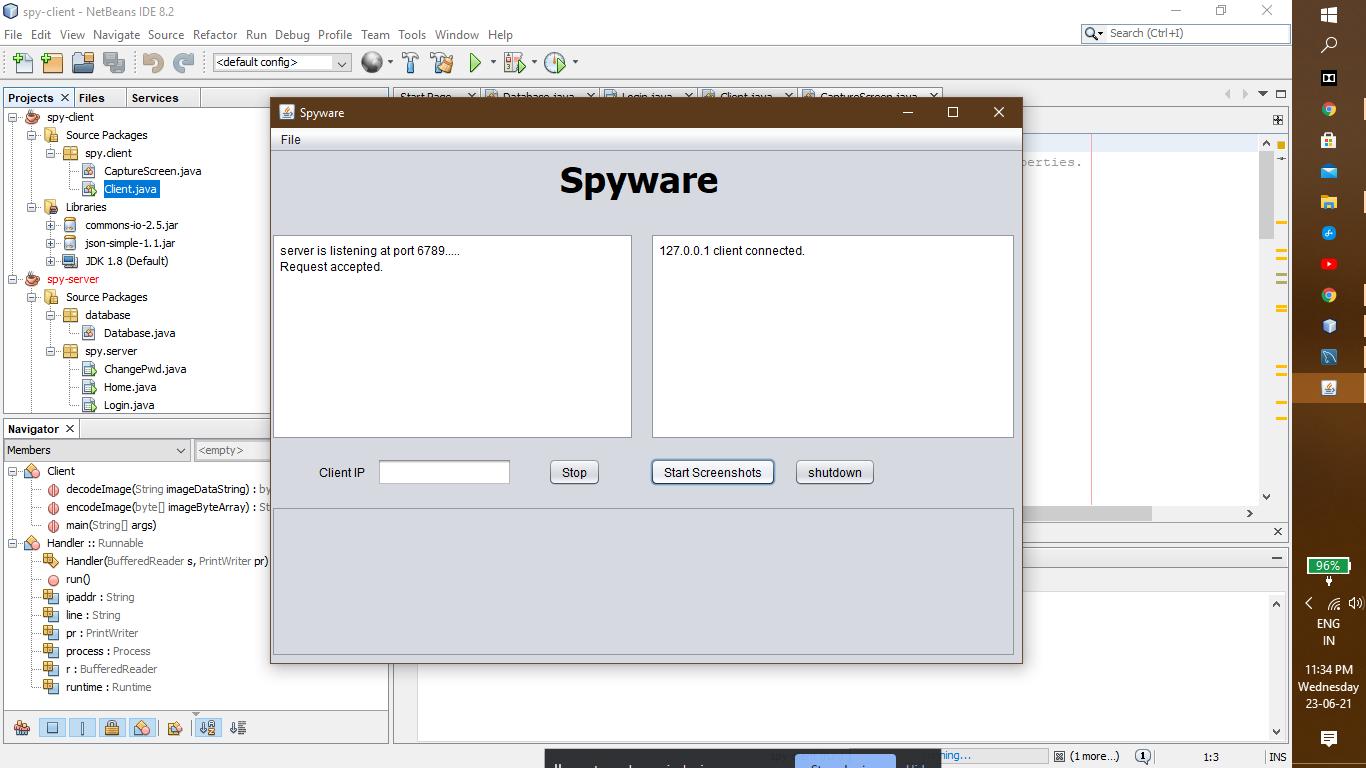 spy-client - NetBeans IDE 8.2
File Edit View Navigate Source Refactor Run Debug Profile Team Tools Window Help
Search (Ctrl+I)
<default config>
Projects Files Services
Start Page Database.java Login.java Client.java CaptureScreen.java
spy-client
Source Packages
spy.client
CaptureScreen.java
Client.java
Libraries
commons-io-2.5.jar
json-simple-1.1.jar
JDK 1.8 (Default)
spy-server
Source Packages
database
Database.java
spy.server
ChangePwd.java
Home.java
Login.java
Navigator
Members
<empty>
Client
decodeImage(String imageDataString) : by
encodeImage(byte[] imageByteArray) : St
main(String[] args)
Handler :: Runnable
Handler(BufferedReader s, PrintWriter pr)
run()
ipaddr : String
line : String
pr : PrintWriter
process : Process
r : BufferedReader
runtime : Runtime
Spyware
File
Spyware
server is listening at port 6789.....
Request accepted.
127.0.0.1 client connected.
Client IP
Stop
Start Screenshots
shutdown
perties.
(1 more...)
1
1:3
INS
96%
ENG
IN
11:34 PM
Wednesday
23-06-21